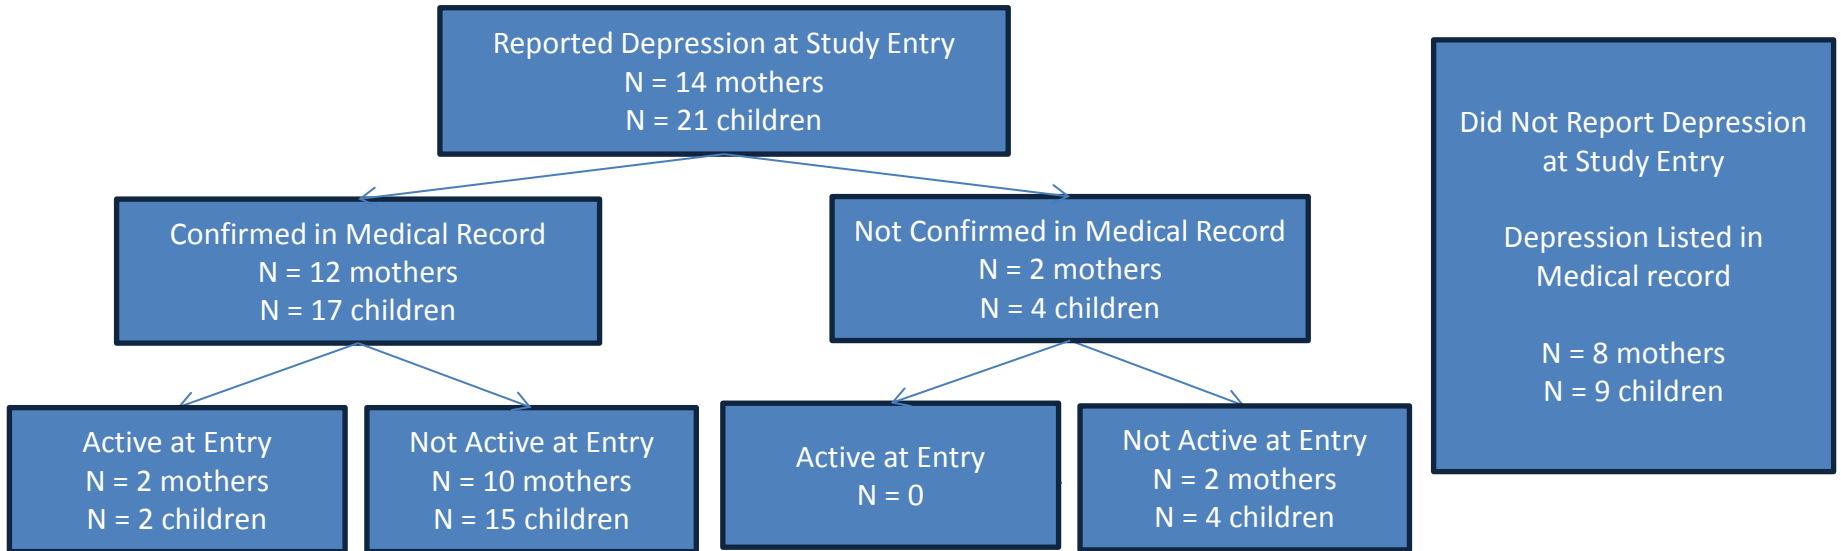 Reported Depression at Study Entry
N = 14 mothers
N = 21 children
Did Not Report Depression
at Study Entry
Depression Listed in
Medical record
N = 8 mothers
N = 9 children
Confirmed in Medical Record
N = 12 mothers
N = 17 children
Not Confirmed in Medical Record
N = 2 mothers
N = 4 children
Active at Entry
N = 2 mothers
N = 2 children
Not Active at Entry
N = 10 mothers
N = 15 children
Active at Entry
N = 0
Not Active at Entry
N = 2 mothers
N = 4 children